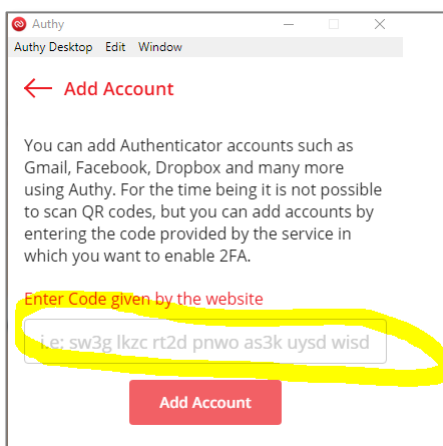 Authy
Authy Desktop Edit Window
Add Account
You can add Authenticator accounts such as
Gmail, Facebook, Dropbox and many more
using Authy. For the time being it is not possible
to scan QR codes, but you can add accounts by
entering the code provided by the service in
which you want to enable 2FA.
Enter Code given by the website
i.e: sw3g lkzc rt2d pnwo as3k uysd wisd
Add Account